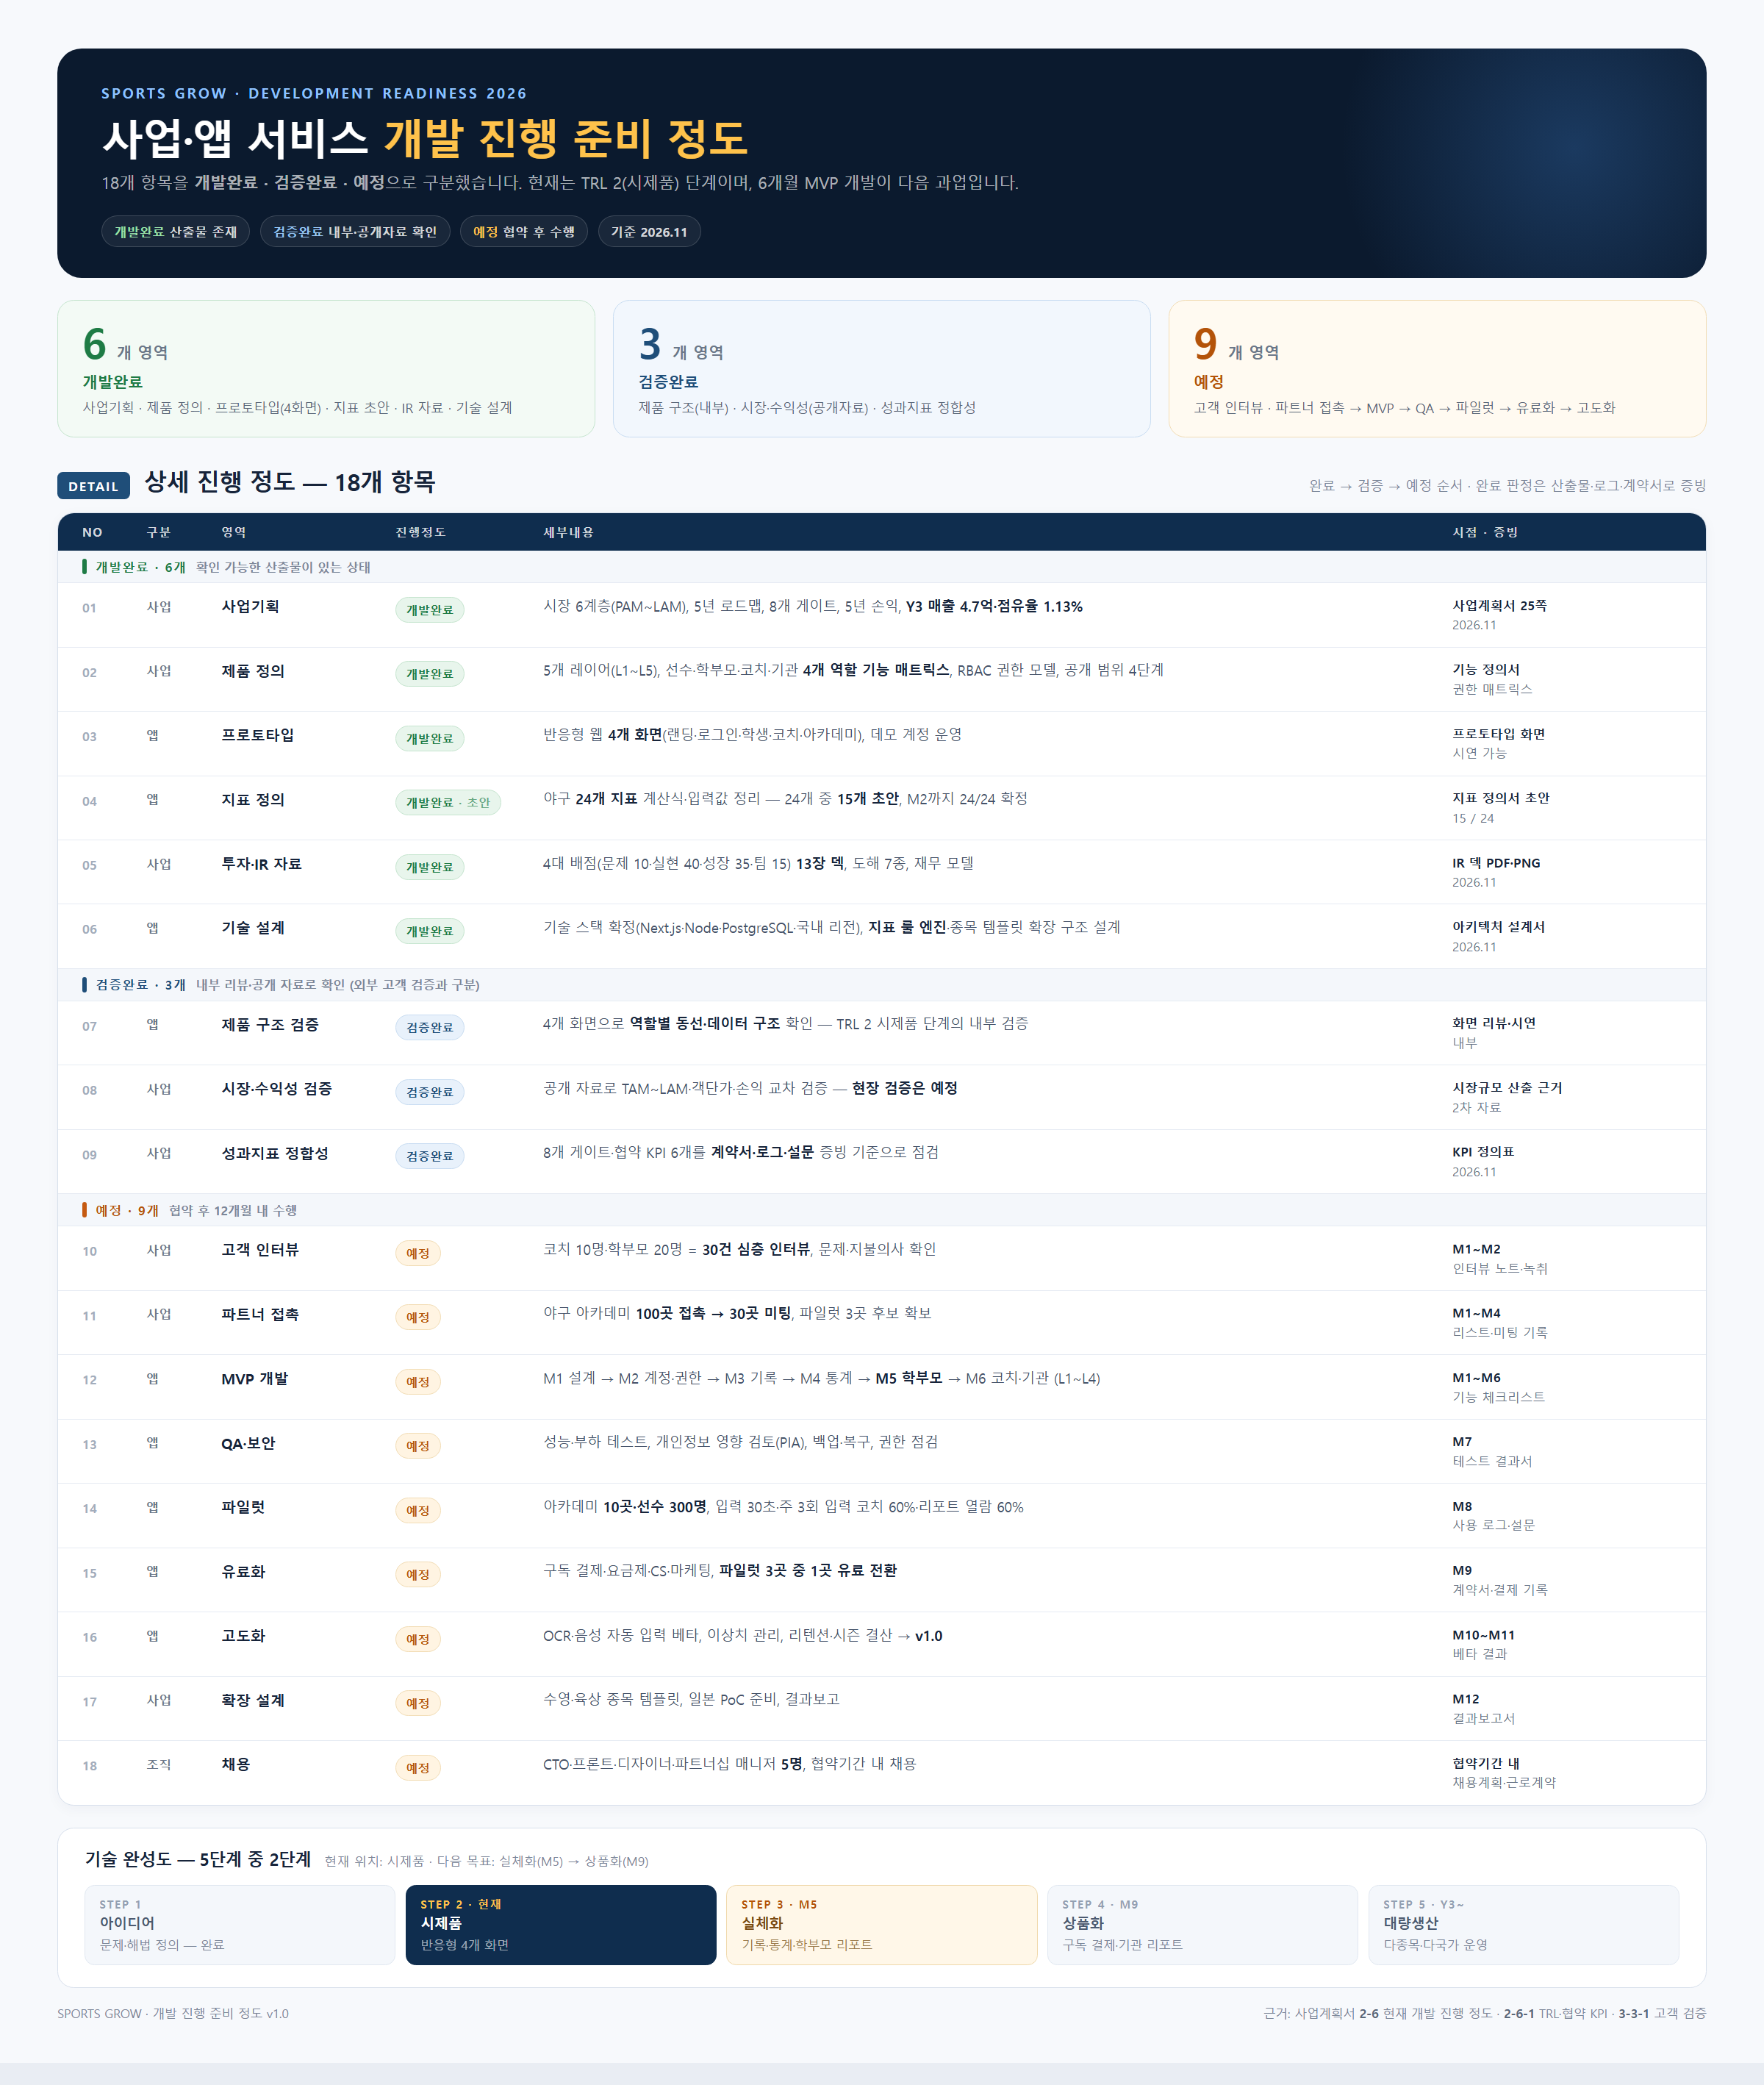 SPORTS GROW · DEVELOPMENT READINESS 2026
사업·앱 서비스 개발 진행 준비 정도
18개 항목을 개발완료 · 검증완료 · 예정으로 구분했습니다. 현재는 TRL 2(시제품) 단계이며, 6개월 MVP 개발이 다음 과업입니다.
개발완료 산출물 존재 검증완료 내부·공개자료 확인 예정 협약 후 수행 기준 2026.11
6 개 영역
개발완료
사업기획 · 제품 정의 · 프로토타입(4화면) · 지표 초안 · IR 자료 · 기술 설계
3 개 영역
검증완료
제품 구조(내부) · 시장·수익성(공개자료) · 성과지표 정합성
9 개 영역
예정
고객 인터뷰 · 파트너 접촉 → MVP → QA → 파일럿 → 유료화 → 고도화
DETAIL 상세 진행 정도 — 18개 항목
완료 → 검증 → 예정 순서 · 완료 판정은 산출물·로그·계약서로 증빙
NO 구분 영역 진행정도 세부내용 시점 · 증빙
개발완료 · 6개 확인 가능한 산출물이 있는 상태
01 사업 사업기획 개발완료 시장 6계층(PAM~LAM), 5년 로드맵, 8개 게이트, 5년 손익, Y3 매출 4.7억·점유율 1.13% 사업계획서 25쪽
2026.11
02 사업 제품 정의 개발완료 5개 레이어(L1~L5), 선수·학부모·코치·기관 4개 역할 기능 매트릭스, RBAC 권한 모델, 공개 범위 4단계 기능 정의서
권한 매트릭스
03 앱 프로토타입 개발완료 반응형 웹 4개 화면(랜딩·로그인·학생·코치·아카데미), 데모 계정 운영 프로토타입 화면
시연 가능
04 앱 지표 정의 개발완료 · 초안 야구 24개 지표 계산식·입력값 정리 — 24개 중 15개 초안, M2까지 24/24 확정 지표 정의서 초안
15 / 24
05 사업 투자·IR 자료 개발완료 4대 배점(문제 10·실현 40·성장 35·팀 15) 13장 덱, 도해 7종, 재무 모델 IR 덱 PDF·PNG
2026.11
06 앱 기술 설계 개발완료 기술 스택 확정(Next.js·Node·PostgreSQL·국내 리전), 지표 룰 엔진·종목 템플릿 확장 구조 설계 아키텍처 설계서
2026.11
검증완료 · 3개 내부 리뷰·공개 자료로 확인 (외부 고객 검증과 구분)
07 앱 제품 구조 검증 검증완료 4개 화면으로 역할별 동선·데이터 구조 확인 — TRL 2 시제품 단계의 내부 검증 화면 리뷰·시연
내부
08 사업 시장·수익성 검증 검증완료 공개 자료로 TAM~LAM·객단가·손익 교차 검증 — 현장 검증은 예정 시장규모 산출 근거
2차 자료
09 사업 성과지표 정합성 검증완료 8개 게이트·협약 KPI 6개를 계약서·로그·설문 증빙 기준으로 점검 KPI 정의표
2026.11
예정 · 9개 협약 후 12개월 내 수행
10 사업 고객 인터뷰 예정 코치 10명·학부모 20명 = 30건 심층 인터뷰, 문제·지불의사 확인 M1~M2
인터뷰 노트·녹취
11 사업 파트너 접촉 예정 야구 아카데미 100곳 접촉 → 30곳 미팅, 파일럿 3곳 후보 확보 M1~M4
리스트·미팅 기록
12 앱 MVP 개발 예정 M1 설계 → M2 계정·권한 → M3 기록 → M4 통계 → M5 학부모 → M6 코치·기관 (L1~L4) M1~M6
기능 체크리스트
13 앱 QA·보안 예정 성능·부하 테스트, 개인정보 영향 검토(PIA), 백업·복구, 권한 점검 M7
테스트 결과서
14 앱 파일럿 예정 아카데미 10곳·선수 300명, 입력 30초·주 3회 입력 코치 60%·리포트 열람 60% M8
사용 로그·설문
15 앱 유료화 예정 구독 결제·요금제·CS·마케팅, 파일럿 3곳 중 1곳 유료 전환 M9
계약서·결제 기록
16 앱 고도화 예정 OCR·음성 자동 입력 베타, 이상치 관리, 리텐션·시즌 결산 → v1.0 M10~M11
베타 결과
17 사업 확장 설계 예정 수영·육상 종목 템플릿, 일본 PoC 준비, 결과보고 M12
결과보고서
18 조직 채용 예정 CTO·프론트·디자이너·파트너십 매니저 5명, 협약기간 내 채용 협약기간 내
채용계획·근로계약
기술 완성도 — 5단계 중 2단계 현재 위치: 시제품 · 다음 목표: 실체화(M5) → 상품화(M9)
STEP 1
아이디어
문제·해법 정의 — 완료
STEP 2 · 현재
시제품
반응형 4개 화면
STEP 3 · M5
실체화
기록·통계·학부모 리포트
STEP 4 · M9
상품화
구독 결제·기관 리포트
STEP 5 · Y3~
대량생산
다종목·다국가 운영
SPORTS GROW · 개발 진행 준비 정도 v1.0
근거: 사업계획서 2-6 현재 개발 진행 정도 · 2-6-1 TRL·협약 KPI · 3-3-1 고객 검증